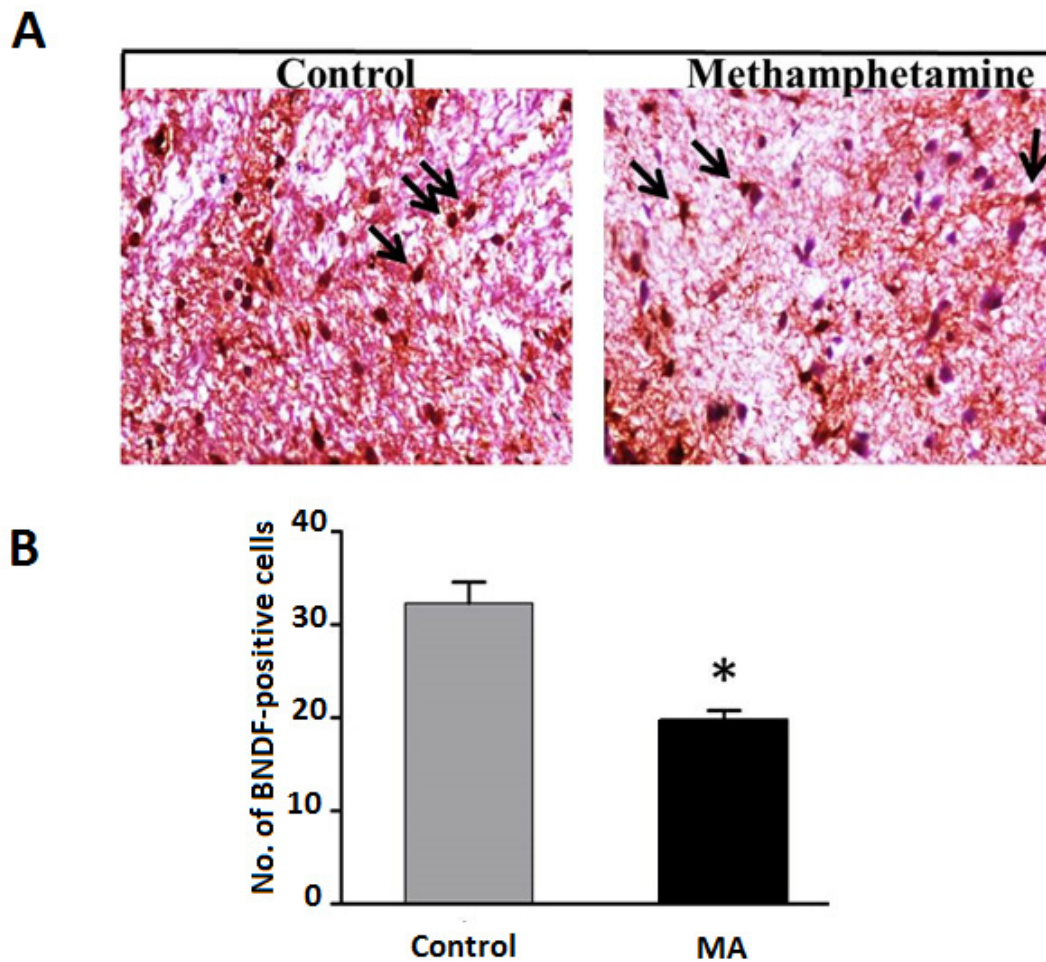 A
Control
Methamphetamine
B
No. of BNDF-positive cells
40
30
20
10
0
*
Control
MA